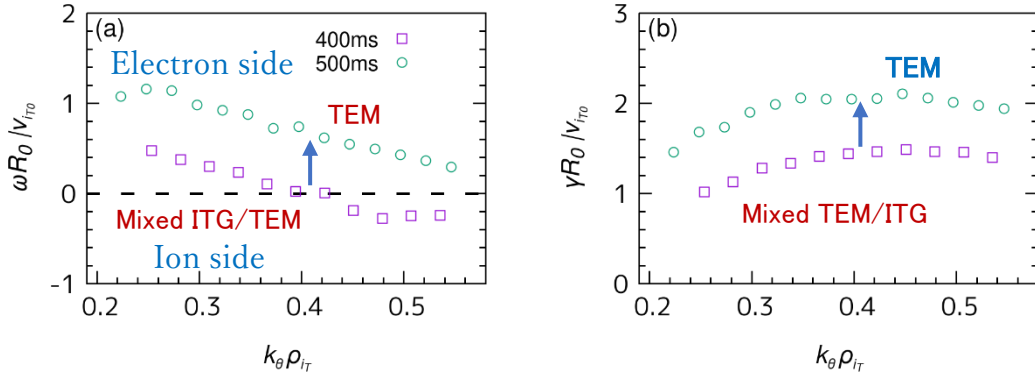 (a)
400ms
500ms
Electron side
TEM
Mixed ITG/TEM
Ion side
2
1
0
-1
0.2 0.3 0.4 0.5
ωR0/viT0
kθρiT
(b)
TEM
Mixed TEM/ITG
3
2
1
0
0.2 0.3 0.4 0.5
γR0/viT0
kθρiT